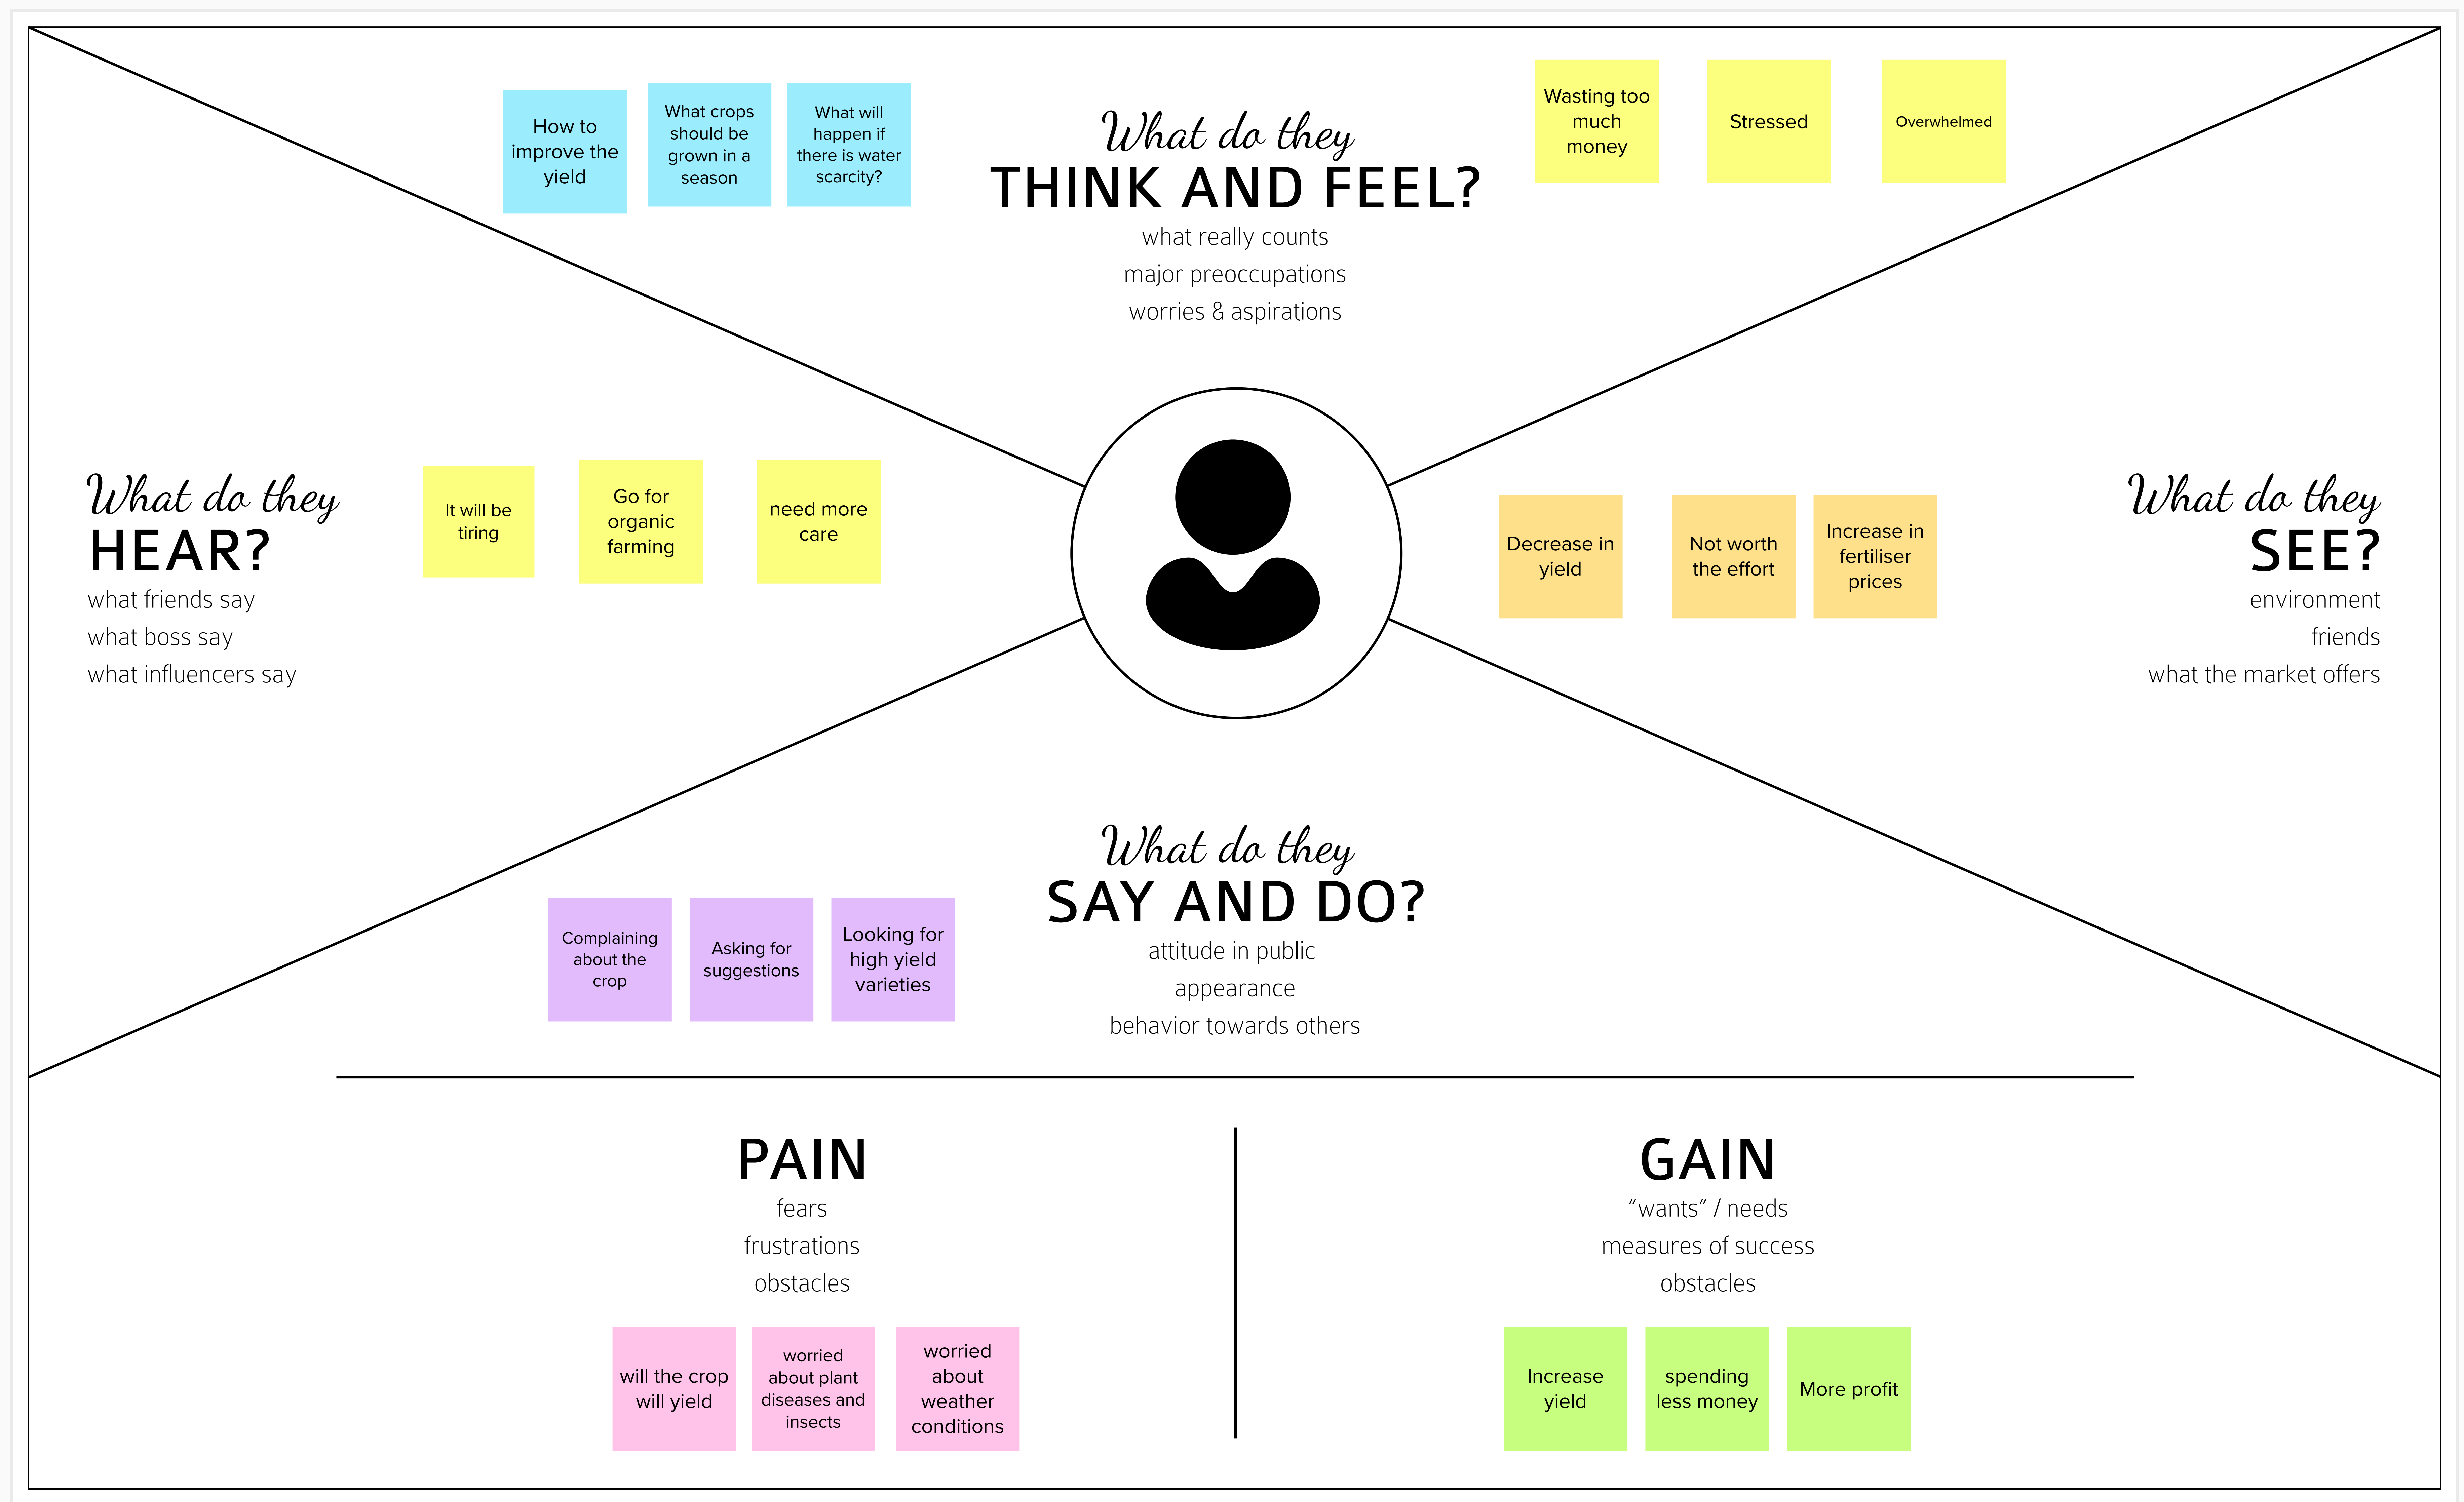 How to
improve the
yield
What crops
should be
grown in a
season
What will
happen if
there is water
scarcity?
What do they
THINK AND FEEL?
what really counts
major preoccupations
worries & aspirations
Wasting too
much
money
Stressed
Overwhelmed
What do they
HEAR?
what friends say
what boss say
what influencers say
It will be
tiring
Go for
organic
farming
need more
care
Decrease in
yield
Not worth
the effort
Increase in
fertiliser
prices
What do they
SEE?
environment
friends
what the market offers
Complaining
about the
crop
Asking for
suggestions
Looking for
high yield
varieties
What do they
SAY AND DO?
attitude in public
appearance
behavior towards others
PAIN
fears
frustrations
obstacles
will the crop
will yield
worried
about plant
diseases and
insects
worried
about
weather
conditions
GAIN
“wants” / needs
measures of success
obstacles
Increase
yield
spending
less money
More profit